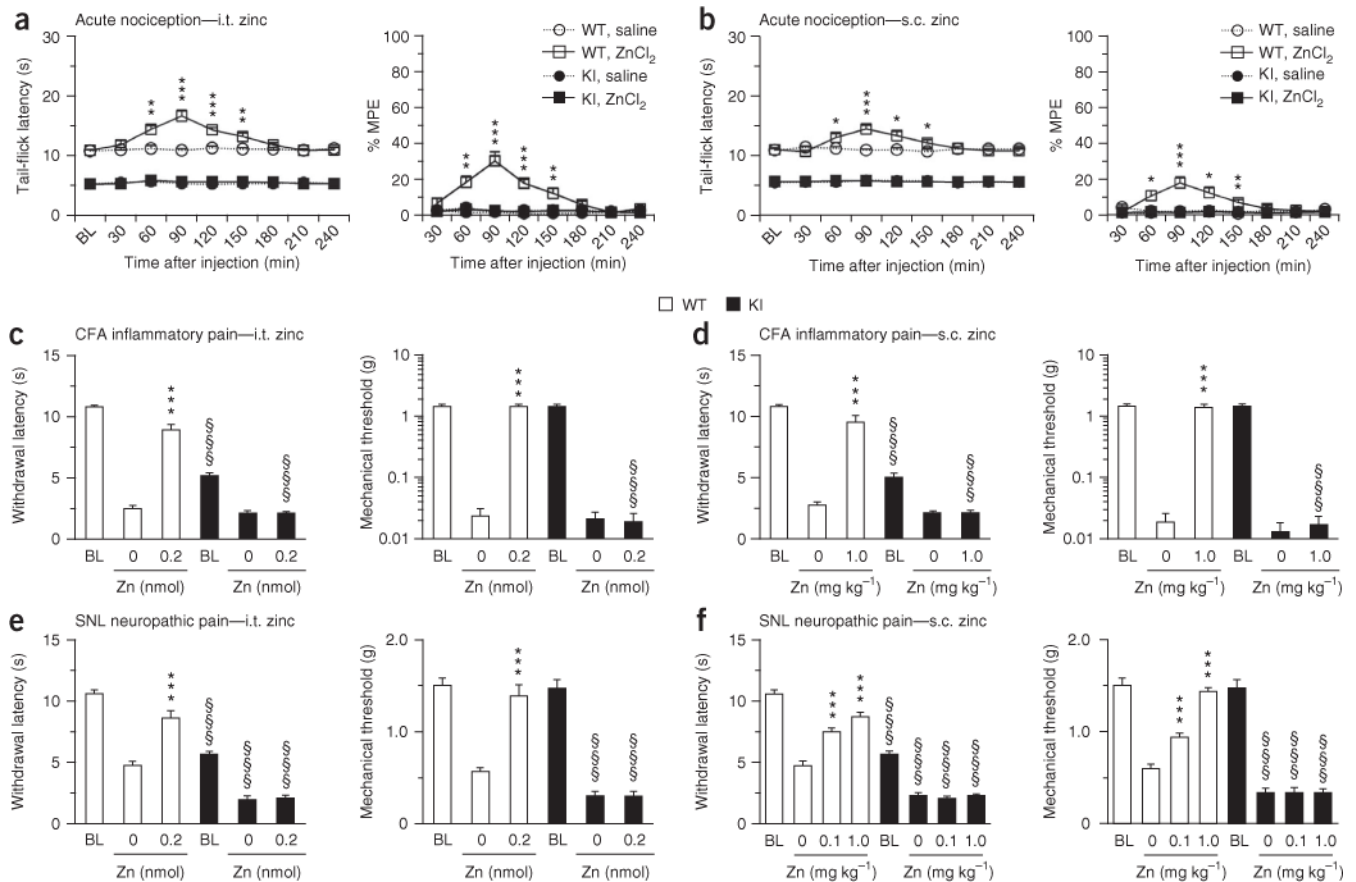 a Acute nociception—i.t. zinc
Tail-flick latency (s)
30
20
10
0
** *** *** **
BL 30 60 90 120 150 180 210 240
Time after injection (min)
% MPE
100
80
60
40
20
0
** *** *** **
30 60 90 120 150 180 210 240
Time after injection (min)
WT, saline
WT, ZnCl2
KI, saline
KI, ZnCl2
b Acute nociception—s.c. zinc
Tail-flick latency (s)
30
20
10
0
* *** * *
BL 30 60 90 120 150 180 210 240
Time after injection (min)
% MPE
100
80
60
40
20
0
* *** * **
30 60 90 120 150 180 210 240
Time after injection (min)
WT, saline
WT, ZnCl2
KI, saline
KI, ZnCl2
WT KI
c CFA inflammatory pain—i.t. zinc
Withdrawal latency (s)
15
10
5
0
*** §§§ §§§
BL 0 0.2 BL 0 0.2
Zn (nmol) Zn (nmol)
Mechanical threshold (g)
10
1
0.1
0.01
*** §§§
BL 0 0.2 BL 0 0.2
Zn (nmol) Zn (nmol)
d CFA inflammatory pain—s.c. zinc
Withdrawal latency (s)
15
10
5
0
*** §§§ §§§
BL 0 1.0 BL 0 1.0
Zn (mg kg−1) Zn (mg kg−1)
Mechanical threshold (g)
10
1
0.1
0.01
*** §§§
BL 0 1.0 BL 0 1.0
Zn (mg kg−1) Zn (mg kg−1)
e SNL neuropathic pain—i.t. zinc
Withdrawal latency (s)
15
10
5
0
*** §§§ §§§ §§§
BL 0 0.2 BL 0 0.2
Zn (nmol) Zn (nmol)
Mechanical threshold (g)
2.0
1.0
0
*** §§§ §§§
BL 0 0.2 BL 0 0.2
Zn (nmol) Zn (nmol)
f SNL neuropathic pain—s.c. zinc
Withdrawal latency (s)
15
10
5
0
*** *** §§§ §§§ §§§ §§§
BL 0 0.1 1.0 BL 0 0.1 1.0
Zn (mg kg−1) Zn (mg kg−1)
Mechanical threshold (g)
2.0
1.0
0
*** *** §§§ §§§ §§§
BL 0 0.1 1.0 BL 0 0.1 1.0
Zn (mg kg−1) Zn (mg kg−1)